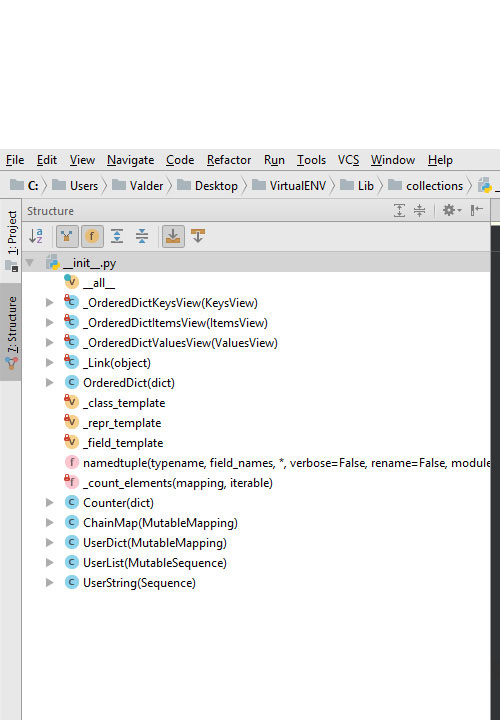 File Edit View Navigate Code Refactor Run Tools VCS Window Help
C: Users Valder Desktop VirtualENV Lib collections
1: Project
7: Structure
Structure
__init__.py
__all__
_OrderedDictKeysView(KeysView)
_OrderedDictItemsView(ItemsView)
_OrderedDictValuesView(ValuesView)
_Link(object)
OrderedDict(dict)
_class_template
_repr_template
_field_template
namedtuple(typename, field_names, *, verbose=False, rename=False, module
_count_elements(mapping, iterable)
Counter(dict)
ChainMap(MutableMapping)
UserDict(MutableMapping)
UserList(MutableSequence)
UserString(Sequence)